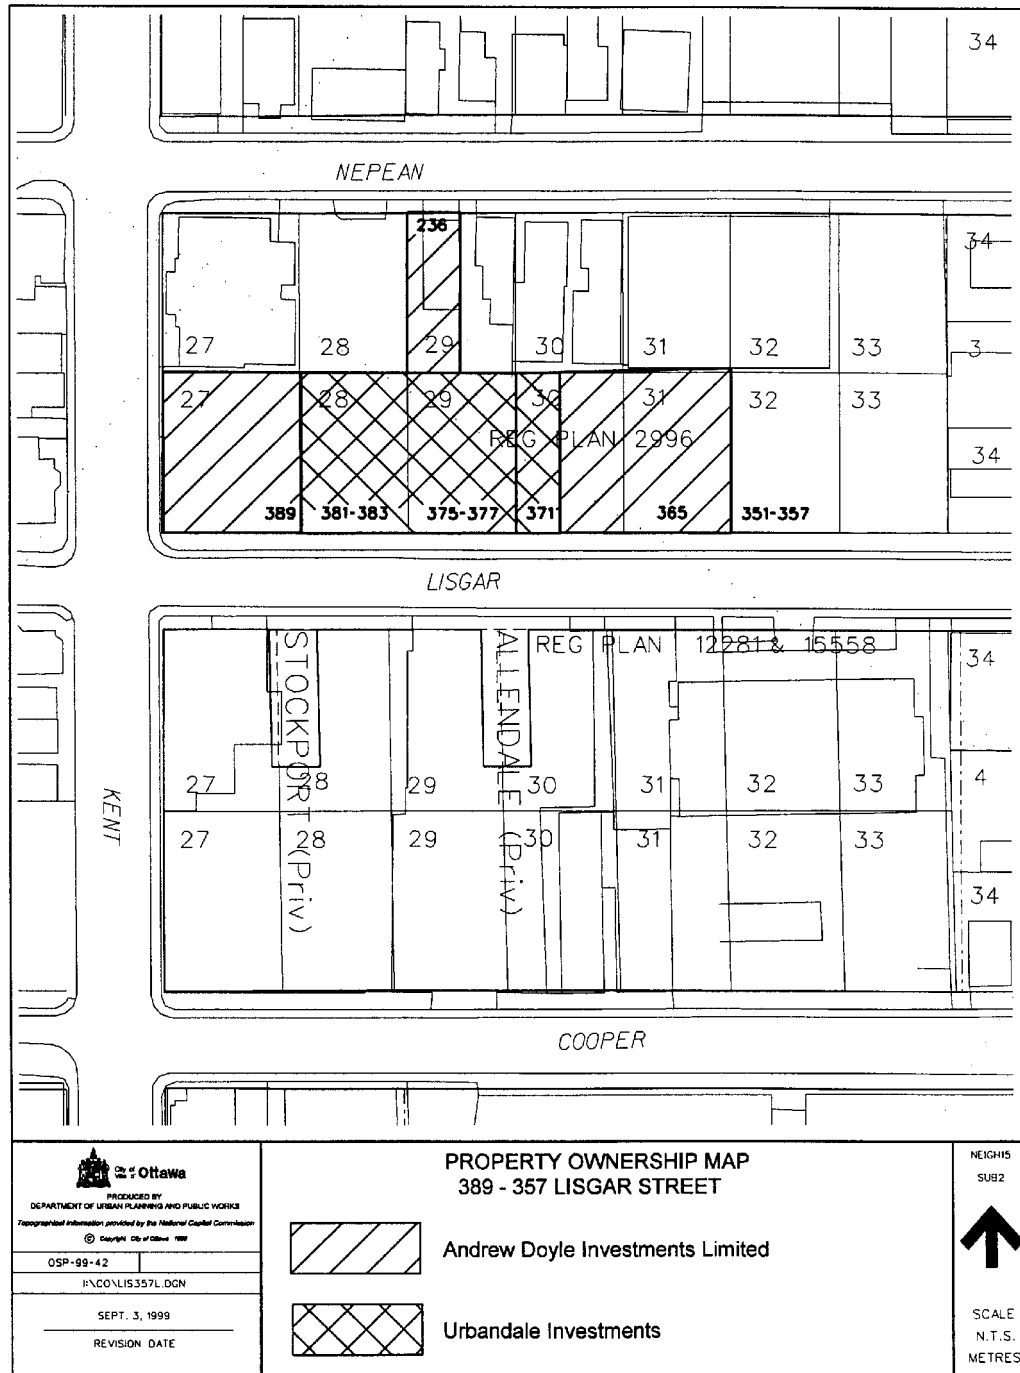 34
NEPEAN
236
34
27 28 29 30 31 32 33 3
27 28 29 30 31 32 33
REG PLAN 2996
34
389 381-383 375-377 371 365 351-357
LISGAR
REG PLAN 12281 & 15558
34
STOCKPORT (Priv)
ALLENDALE (Priv)
27 28 29 30 31 32 33 4
KENT
27 28 29 30 31 32 33
34
COOPER
City of
Ville d'
Ottawa
PRODUCED BY
DEPARTMENT OF URBAN PLANNING AND PUBLIC WORKS
Topographical information provided by the National Capital Commission
© Copyright City of Ottawa
OSP-99-42
I:\CO\LIS357L.DGN
SEPT. 3, 1999
REVISION DATE
PROPERTY OWNERSHIP MAP
389 - 357 LISGAR STREET
Andrew Doyle Investments Limited
Urbandale Investments
NEIGH15
SUB2
SCALE
N.T.S.
METRES